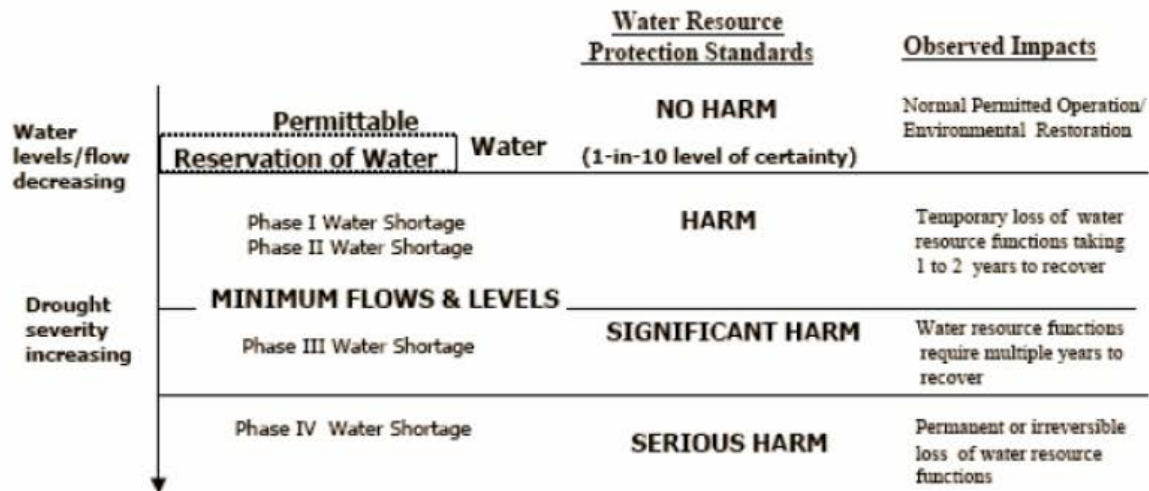 Water Resource
Protection Standards
Observed Impacts
Water
levels/flow
decreasing
Permittable
Reservation of Water
Water
NO HARM
(1-in-10 level of certainty)
Normal Permitted Operation/
Environmental Restoration
Phase I Water Shortage
Phase II Water Shortage
HARM
Temporary loss of water
resource functions taking
1 to 2 years to recover
MINIMUM FLOWS & LEVELS
Drought
severity
increasing
Phase III Water Shortage
SIGNIFICANT HARM
Water resource functions
require multiple years to
recover
Phase IV Water Shortage
SERIOUS HARM
Permanent or irreversible
loss of water resource
functions